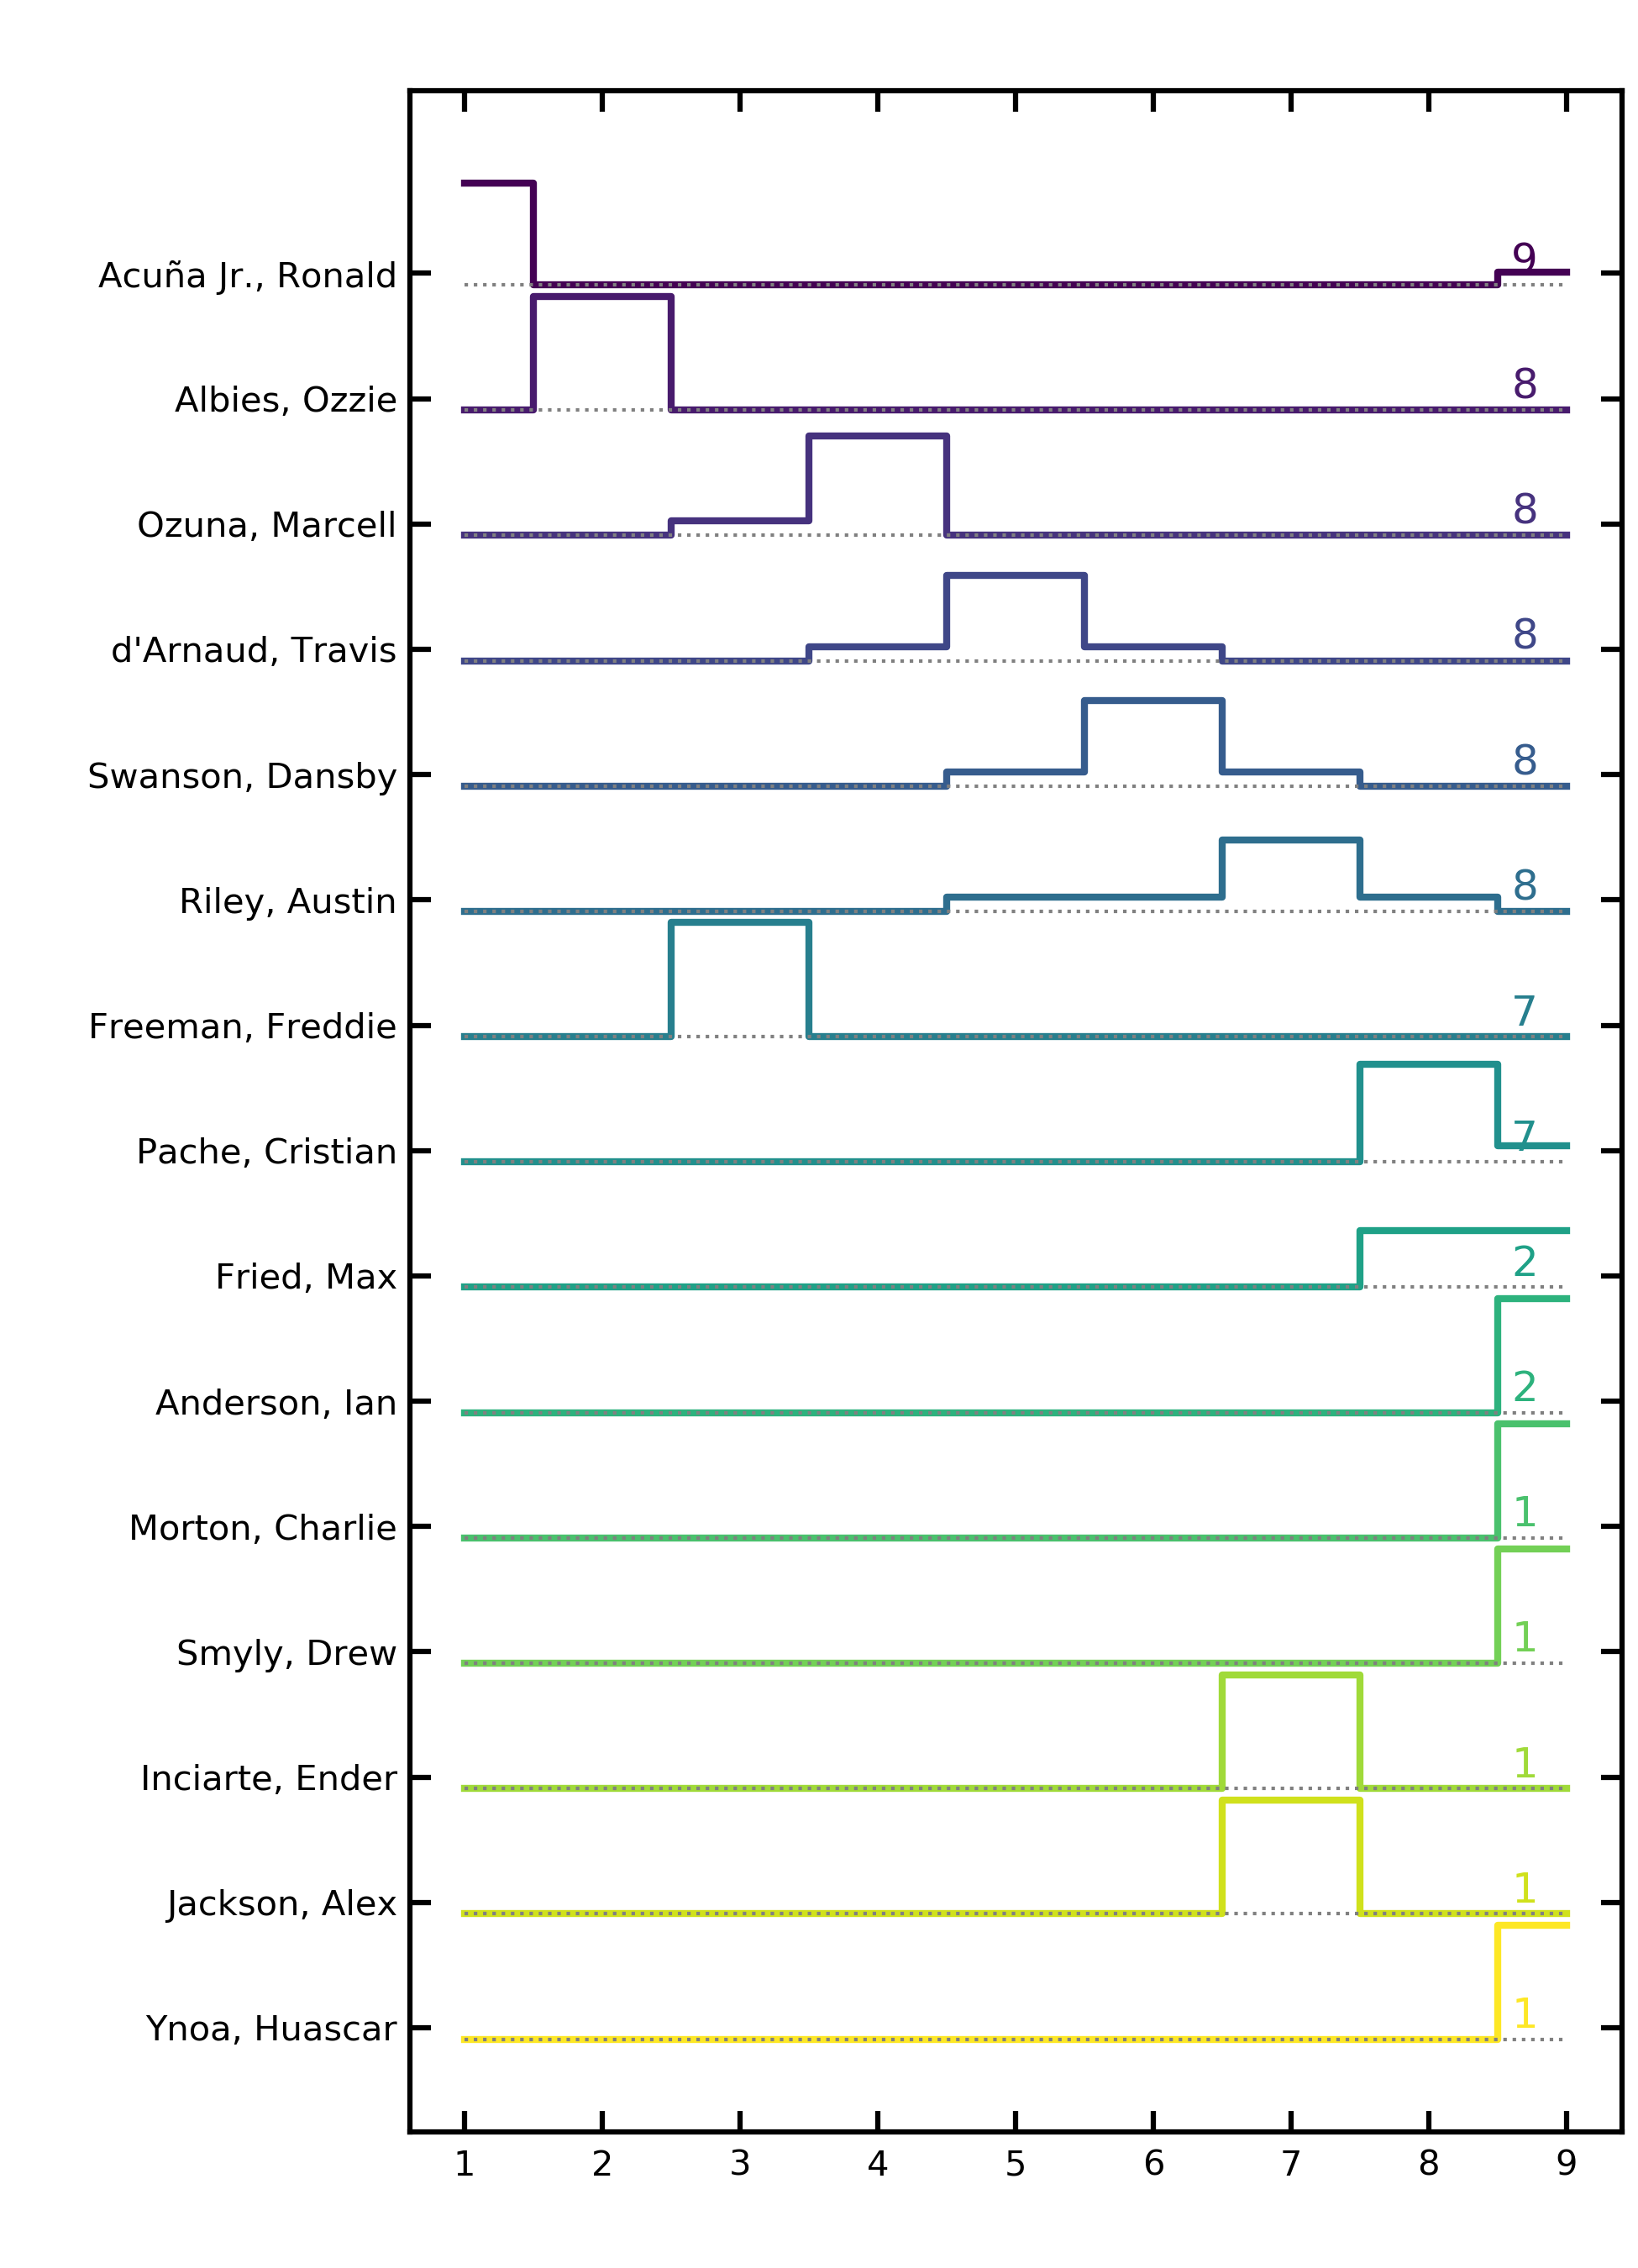 Acuña Jr., Ronald 9
Albies, Ozzie 8
Ozuna, Marcell 8
d'Arnaud, Travis 8
Swanson, Dansby 8
Riley, Austin 8
Freeman, Freddie 7
Pache, Cristian 7
Fried, Max 2
Anderson, Ian 2
Morton, Charlie 1
Smyly, Drew 1
Inciarte, Ender 1
Jackson, Alex 1
Ynoa, Huascar 1
1 2 3 4 5 6 7 8 9